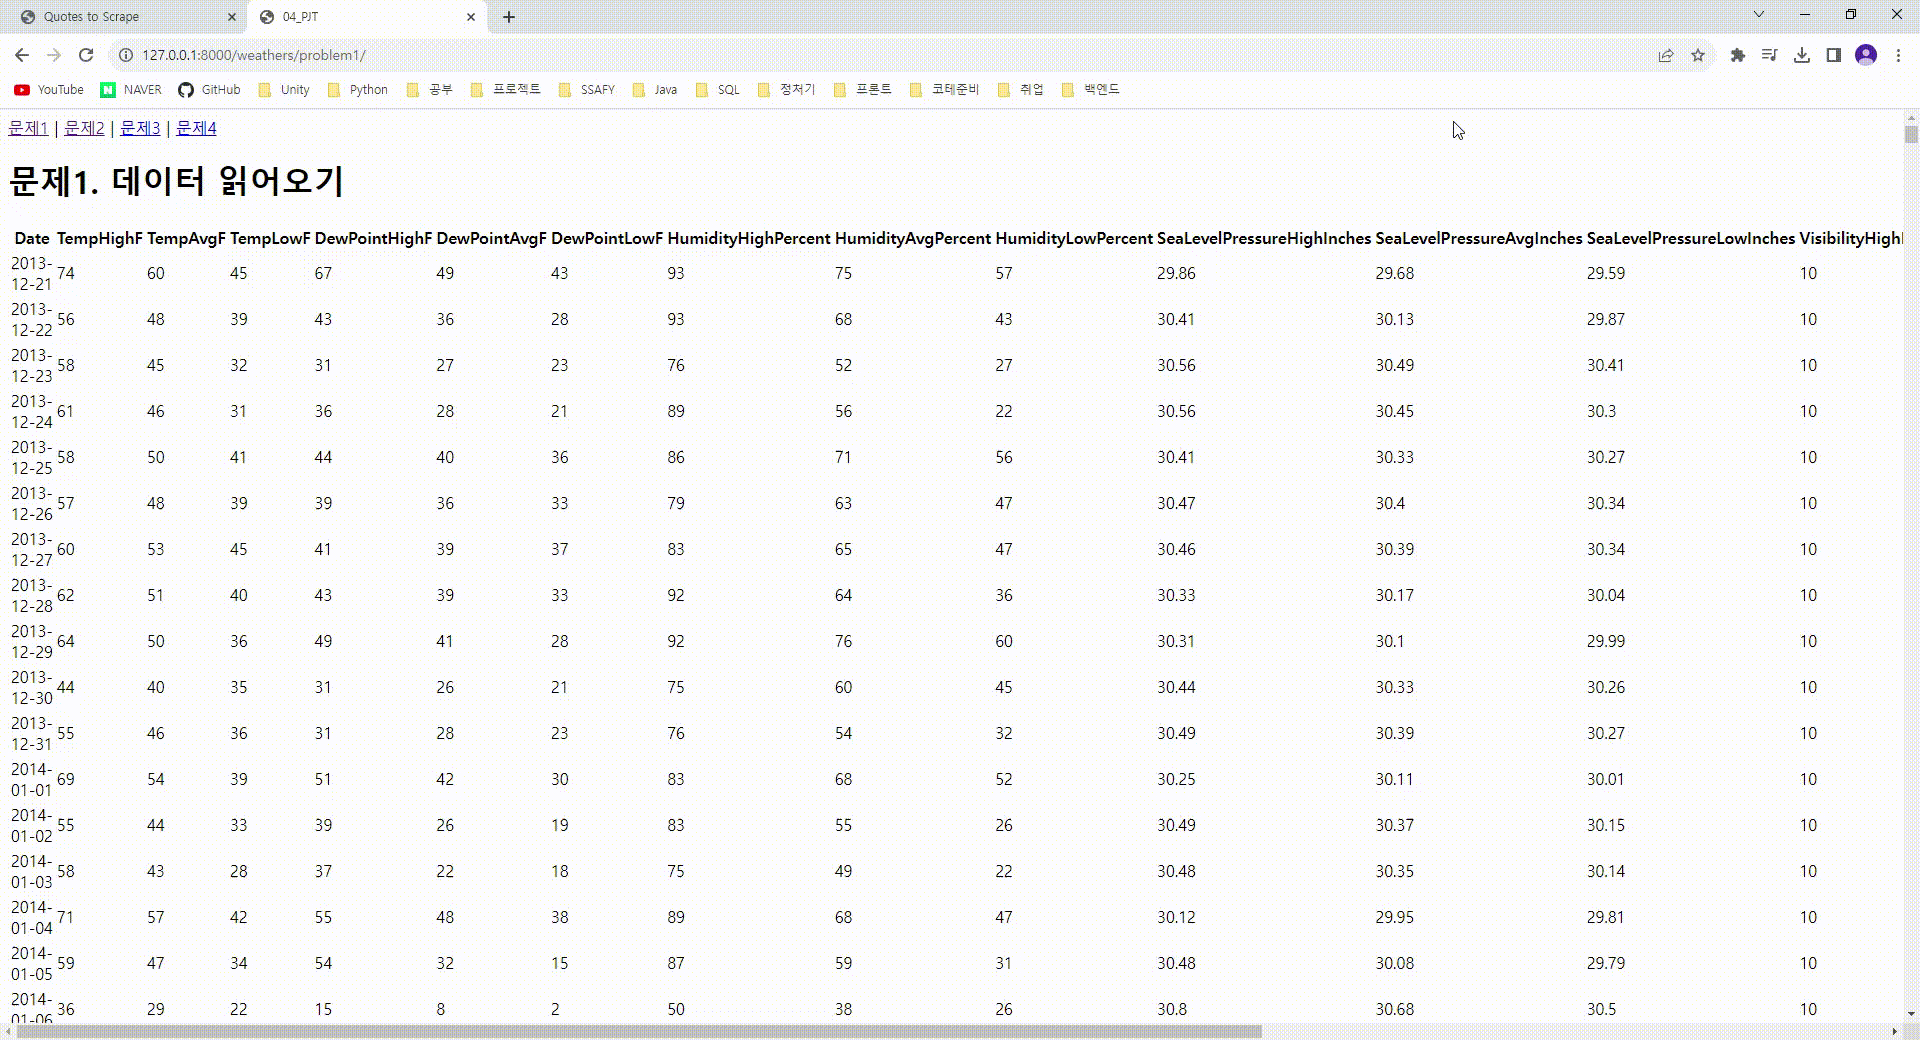 Quotes to Scrape
04_PJT
127.0.0.1:8000/weathers/problem1/
YouTube NAVER GitHub Unity Python 공부 프로젝트 SSAFY Java SQL 정처기 프론트 코테준비 취업 백엔드
문제1 | 문제2 | 문제3 | 문제4
문제1. 데이터 읽어오기
Date TempHighF TempAvgF TempLowF DewPointHighF DewPointAvgF DewPointLowF HumidityHighPercent HumidityAvgPercent HumidityLowPercent SeaLevelPressureHighInches SeaLevelPressureAvgInches SeaLevelPressureLowInches
2013-12-21 74 60 45 67 49 43 93 75 57 29.86 29.68 29.59 10
2013-12-22 56 48 39 43 36 28 93 68 43 30.41 30.13 29.87 10
2013-12-23 58 45 32 31 27 23 76 52 27 30.56 30.49 30.41 10
2013-12-24 61 46 31 36 28 21 89 56 22 30.56 30.45 30.3 10
2013-12-25 58 50 41 44 40 36 86 71 56 30.41 30.33 30.27 10
2013-12-26 57 48 39 39 36 33 79 63 47 30.47 30.4 30.34 10
2013-12-27 60 53 45 41 39 37 83 65 47 30.46 30.39 30.34 10
2013-12-28 62 51 40 43 39 33 92 64 36 30.33 30.17 30.04 10
2013-12-29 64 50 36 49 41 28 92 76 60 30.31 30.1 29.99 10
2013-12-30 44 40 35 31 26 21 75 60 45 30.44 30.33 30.26 10
2013-12-31 55 46 36 31 28 23 76 54 32 30.49 30.39 30.27 10
2014-01-01 69 54 39 51 42 30 83 68 52 30.25 30.11 30.01 10
2014-01-02 55 44 33 39 26 19 83 55 26 30.49 30.37 30.15 10
2014-01-03 58 43 28 37 22 18 75 49 22 30.48 30.35 30.14 10
2014-01-04 71 57 42 55 48 38 89 68 47 30.12 29.95 29.81 10
2014-01-05 59 47 34 54 32 15 87 59 31 30.48 30.08 29.79 10
2014-01-06 36 29 22 15 8 2 50 38 26 30.8 30.68 30.5 10